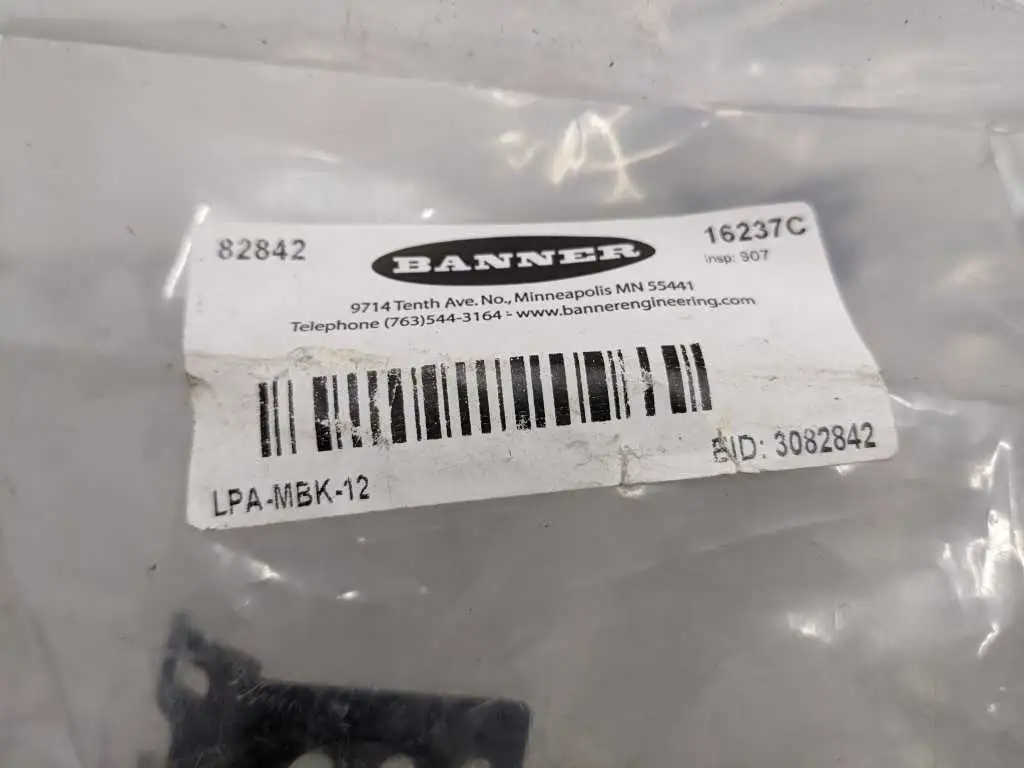 82842
BANNER
16237C
insp: 907
9714 Tenth Ave. No., Minneapolis MN 55441
Telephone (763)544-3164 - www.bannerengineering.com
BID: 3082842
LPA-MBK-12